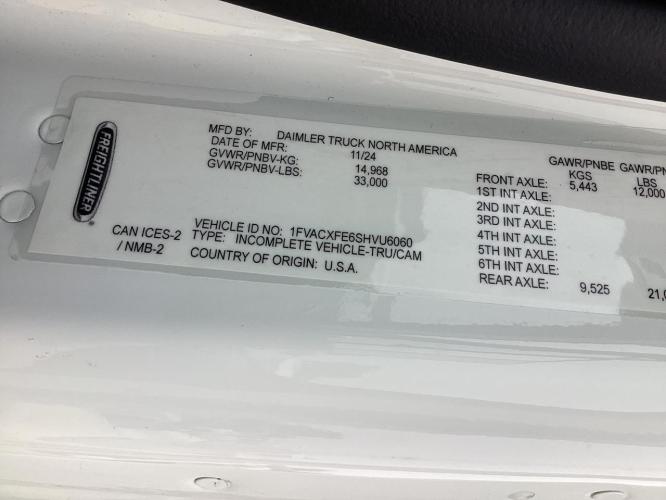 FREIGHTLINER
MFD BY: DAIMLER TRUCK NORTH AMERICA
DATE OF MFR: 11/24
GVWR/PNBV-KG: 14,968
GVWR/PNBV-LBS: 33,000
CAN ICES-2
/ NMB-2
VEHICLE ID NO: 1FVACXFE6SHVU6060
TYPE: INCOMPLETE VEHICLE-TRU/CAM
COUNTRY OF ORIGIN: U.S.A.
GAWR/PNBE GAWR/PN
KGS LBS
FRONT AXLE: 5,443 12,000
1ST INT AXLE:
2ND INT AXLE:
3RD INT AXLE:
4TH INT AXLE:
5TH INT AXLE:
6TH INT AXLE:
REAR AXLE: 9,525 21,0